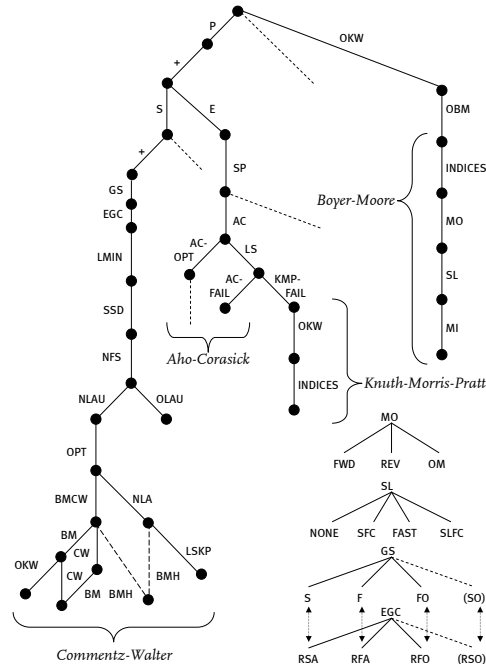 P
OKW
+
S
E
OBM
+
SP
INDICES
GS
Boyer-Moore
EGC
AC
MO
AC-
OPT
LS
LMIN
AC-
FAIL
KMP-
FAIL
SL
SSD
OKW
MI
Aho-Corasick
NFS
INDICES
Knuth-Morris-Pratt
NLAU
OLAU
MO
OPT
FWD REV OM
SL
BMCW
NLA
NONE SFC FAST SLFC
BM
CW
GS
OKW
CW
LSKP
BM
BMH
BMH
S F FO (SO)
EGC
Commentz-Walter
RSA RFA RFO (RSO)